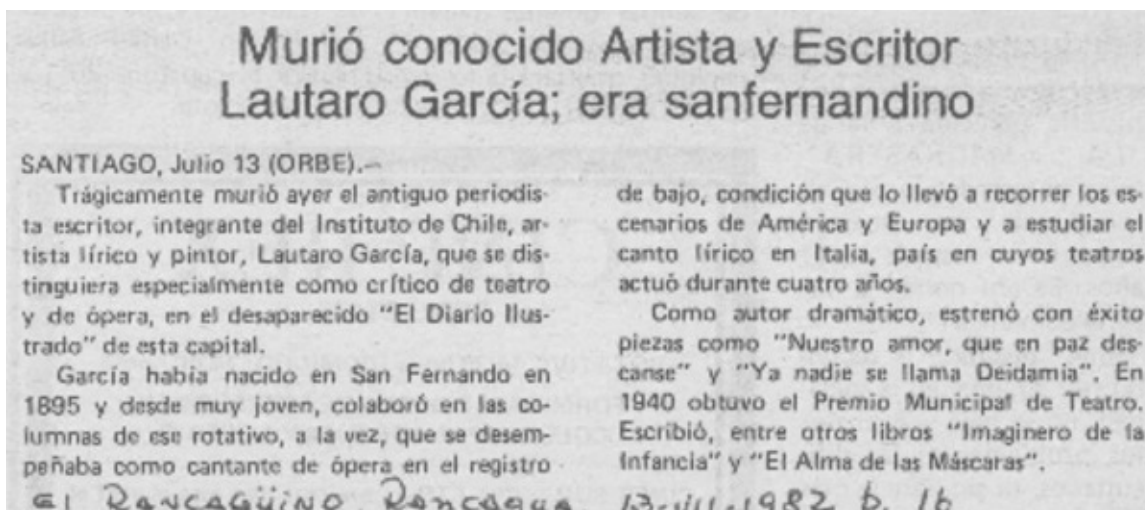 Murió conocido Artista y Escritor
Lautaro García; era sanfernandino
SANTIAGO, Julio 13 (ORBE).—
Trágicamente murió ayer el antiguo periodis-
ta escritor, integrante del Instituto de Chile, ar-
tista lírico y pintor, Lautaro García, que se dis-
tinguiera especialmente como crítico de teatro
y de ópera, en el desaparecido "El Diario Ilus-
trado" de esta capital.
García había nacido en San Fernando en
1895 y desde muy joven, colaboró en las co-
lumnas de ese rotativo, a la vez, que se desem-
peñaba como cantante de ópera en el registro
de bajo, condición que lo llevó a recorrer los es-
cenarios de América y Europa y a estudiar el
canto lírico en Italia, país en cuyos teatros
actuó durante cuatro años.
Como autor dramático, estrenó con éxito
piezas como "Nuestro amor, que en paz des-
canse" y "Ya nadie se llama Deidamia". En
1940 obtuvo el Premio Municipal de Teatro.
Escribió, entre otros libros "Imaginero de la
Infancia" y "El Alma de las Máscaras".
El Rancagüino Rancagua 13-VII-1982 p. 16